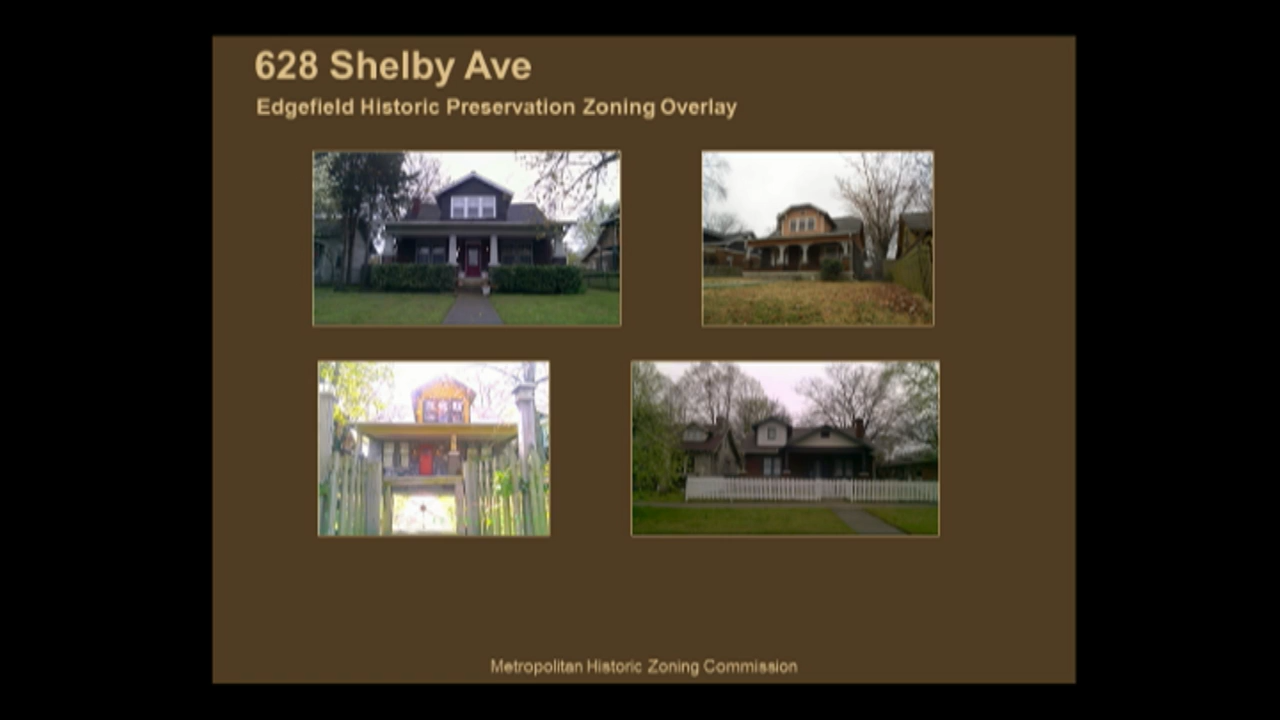 628 Shelby Ave
Edgefield Historic Preservation Zoning Overlay
Metropolitan Historic Zoning Commission